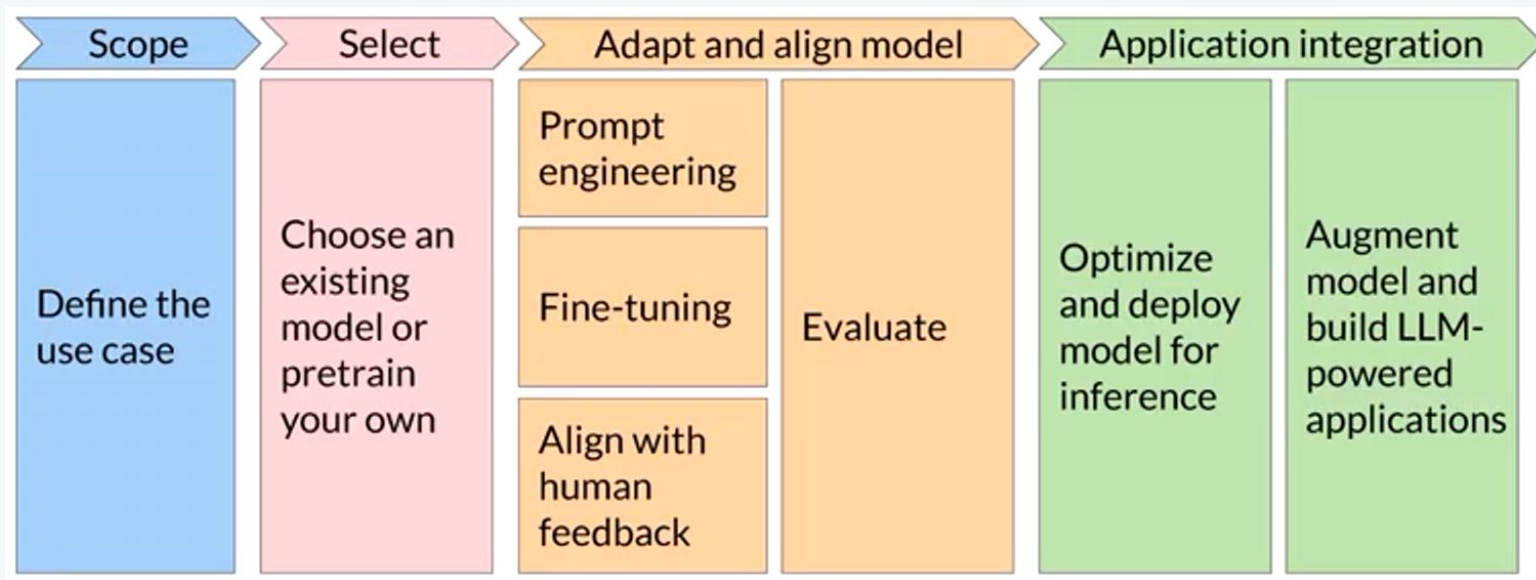 Scope
Select
Adapt and align model
Application integration
Define the
use case
Choose an
existing
model or
pretrain
your own
Prompt
engineering
Fine-tuning
Align with
human
feedback
Evaluate
Optimize
and deploy
model for
inference
Augment
model and
build LLM-
powered
applications